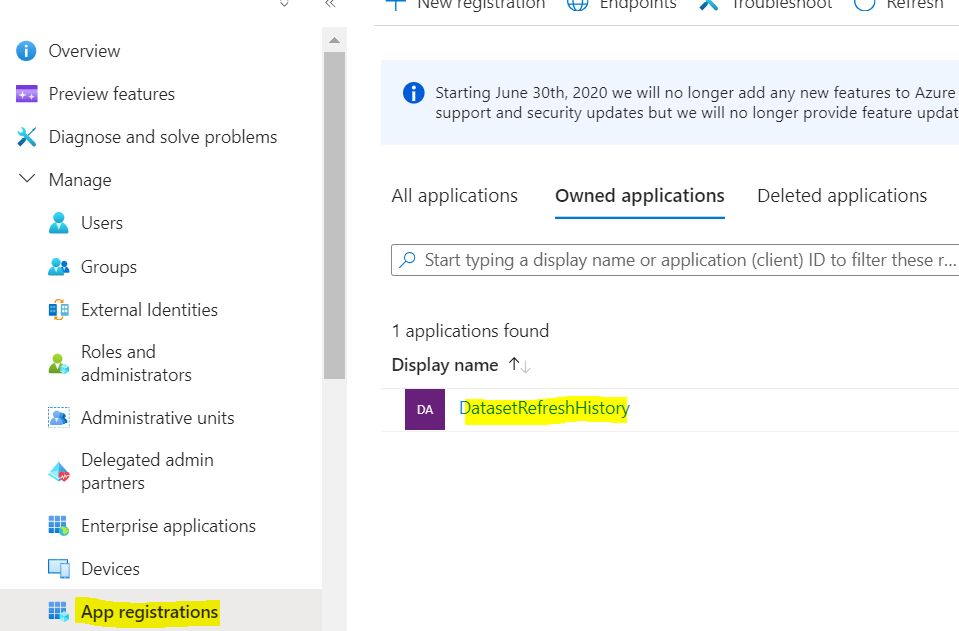 New registration Endpoints Troubleshoot Refresh
Overview
Preview features
Diagnose and solve problems
Manage
Users
Groups
External Identities
Roles and
administrators
Administrative units
Delegated admin
partners
Enterprise applications
Devices
App registrations
Starting June 30th, 2020 we will no longer add any new features to Azure
support and security updates but we will no longer provide feature updat
All applications Owned applications Deleted applications
Start typing a display name or application (client) ID to filter these r...
1 applications found
Display name
DA DatasetRefreshHistory